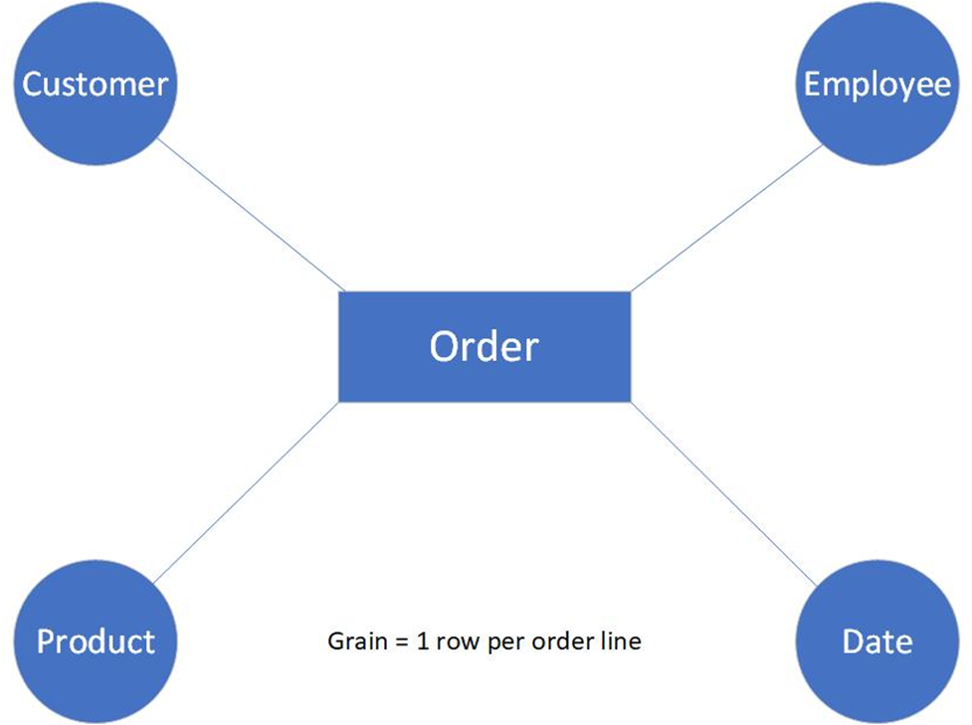 Customer
Employee
Order
Product
Grain = 1 row per order line
Date